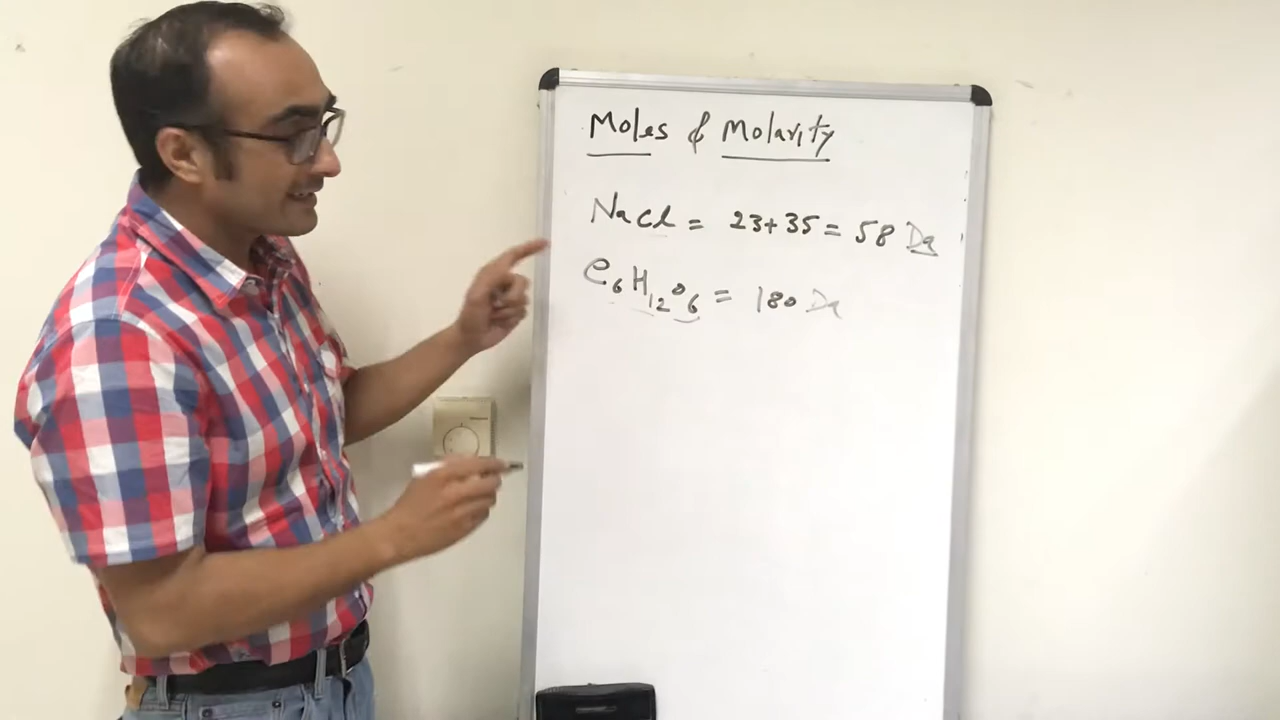 Moles & Molarity
NaCl = 23+35 = 58 Da
C6H12O6 = 180 Da